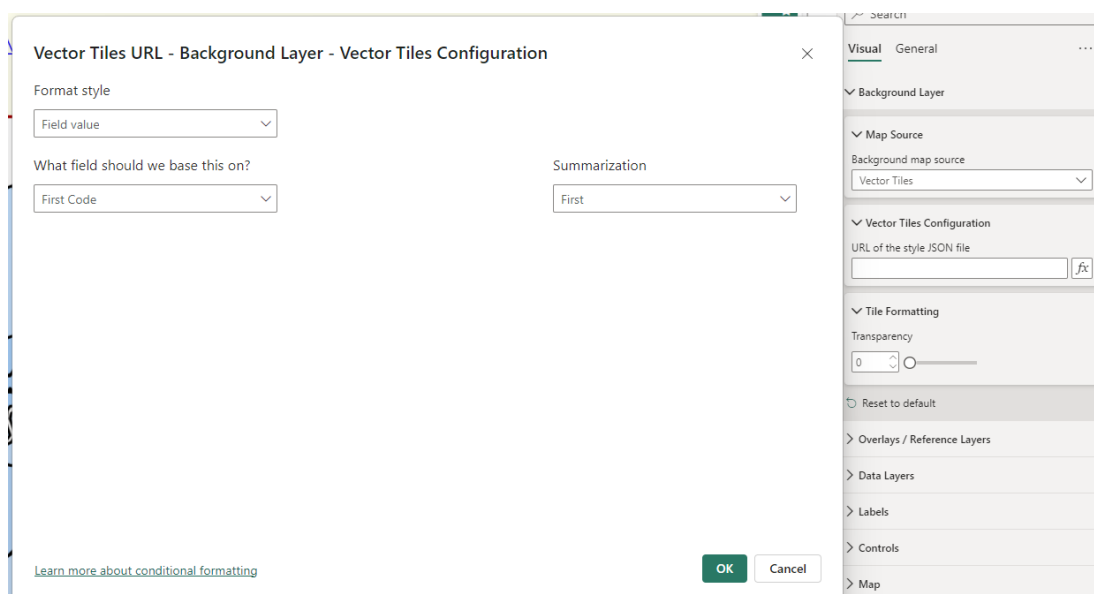 Vector Tiles URL - Background Layer - Vector Tiles Configuration
Format style
Field value
What field should we base this on?
Summarization
First Code
First
Learn more about conditional formatting
OK
Cancel
Search
Visual
General
Background Layer
Map Source
Background map source
Vector Tiles
Vector Tiles Configuration
URL of the style JSON file
fx
Tile Formatting
Transparency
0
Reset to default
Overlays / Reference Layers
Data Layers
Labels
Controls
Map